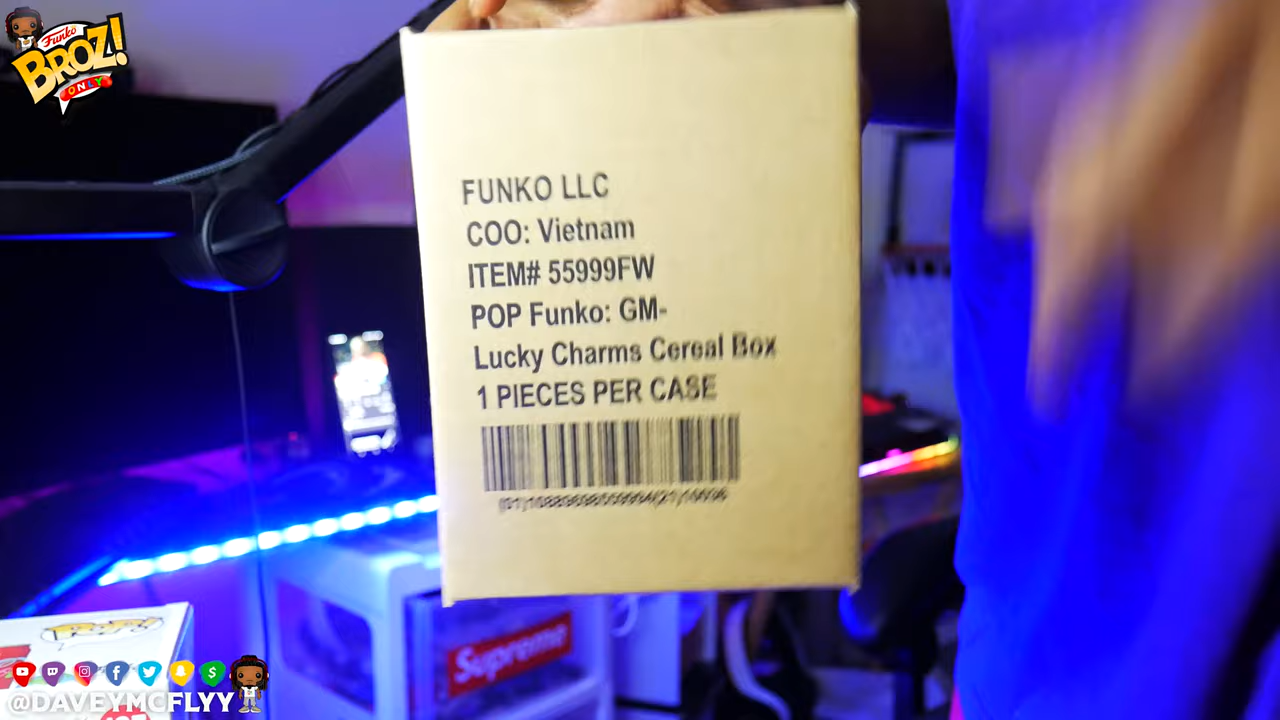 Funko
BROZ!
ONLY
FUNKO LLC
COO: Vietnam
ITEM# 55999FW
POP Funko: GM-
Lucky Charms Cereal Box
1 PIECES PER CASE
POP!
Supreme
@DAVEYMCFLYY